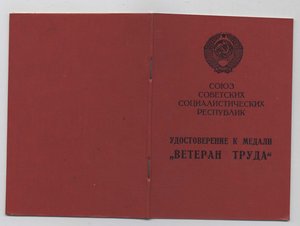 СОЮЗ
СОВЕТСКИХ
СОЦИАЛИСТИЧЕСКИХ
РЕСПУБЛИК
УДОСТОВЕРЕНИЕ К МЕДАЛИ
„ВЕТЕРАН ТРУДА“